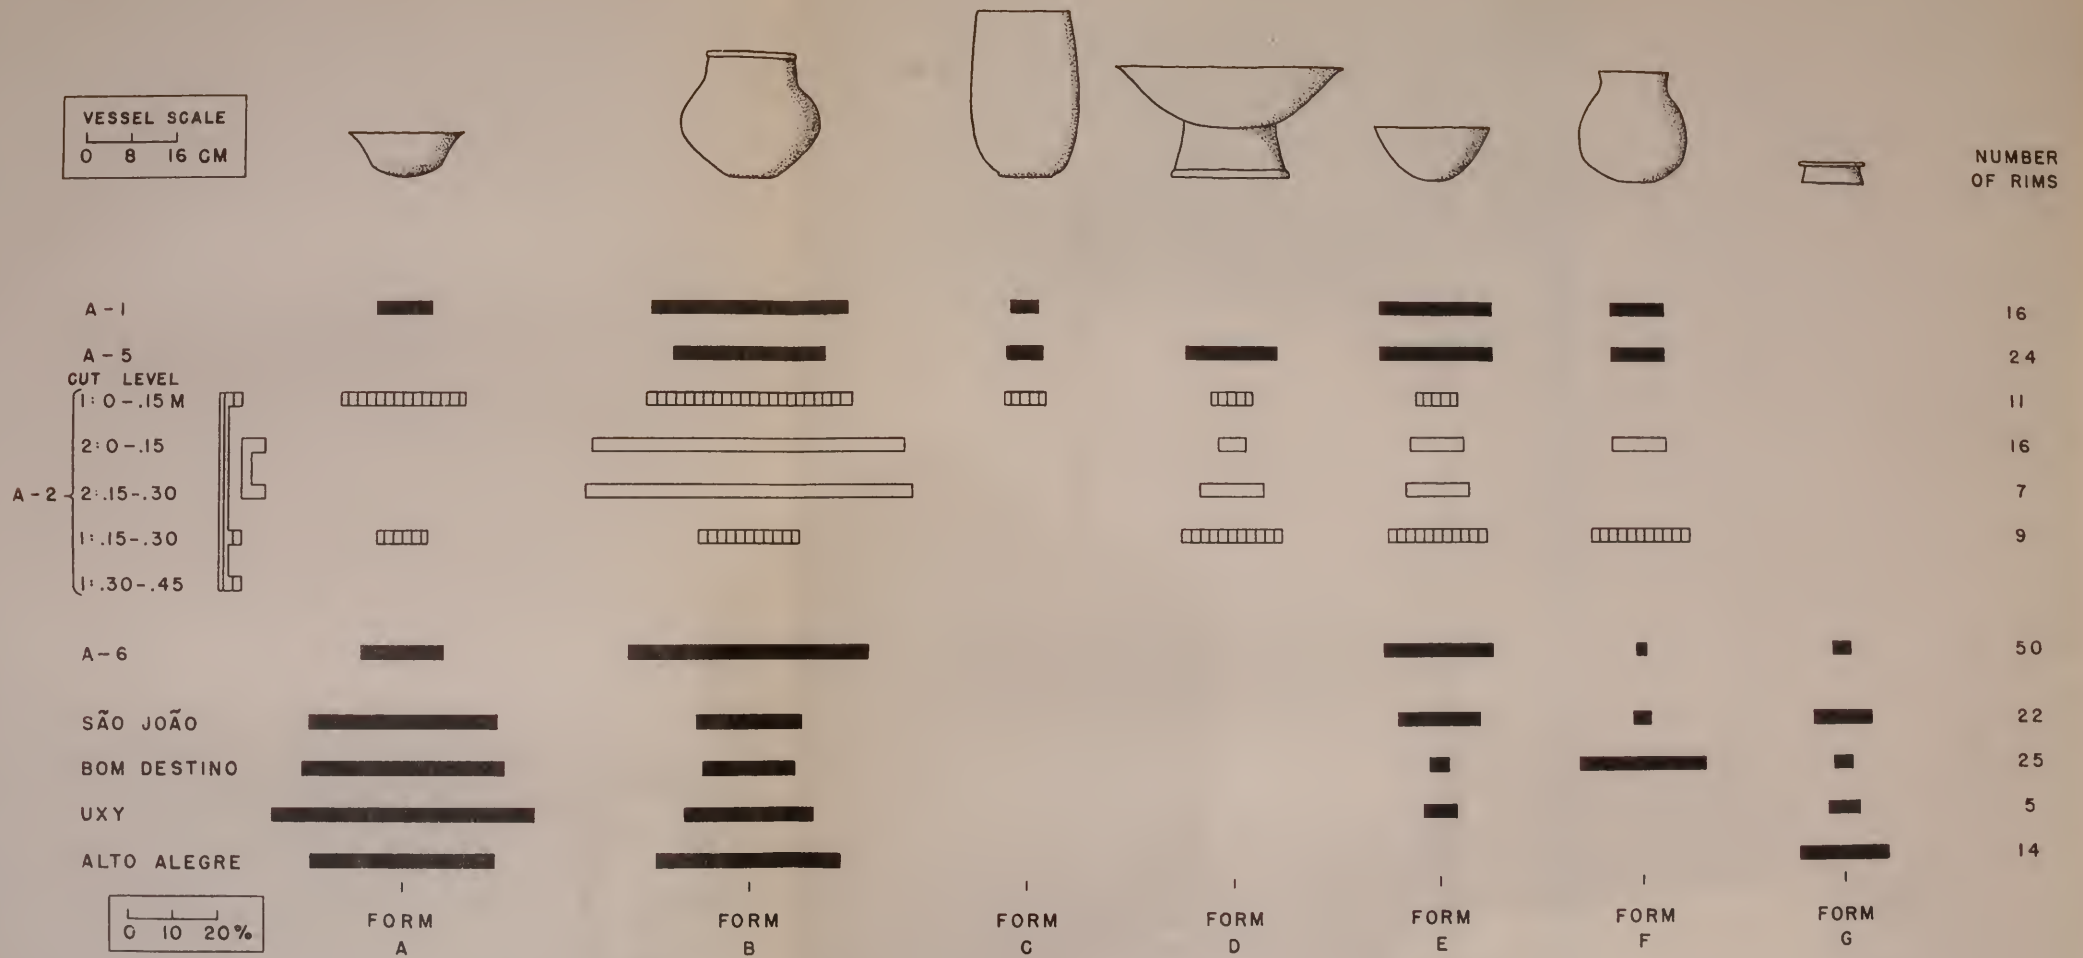 VESSEL SCALE
0 8 16 CM
NUMBER
OF RIMS
A-1 16
A-5 24
CUT LEVEL
1: 0-.15 M 11
2: 0-.15 16
A-2 2: .15-.30 7
1: .15-.30 9
1: .30-.45
A-6 50
SÃO JOÃO 22
BOM DESTINO 25
UXY 5
ALTO ALEGRE 14
0 10 20%
FORM FORM FORM FORM FORM FORM FORM
A B C D E F G